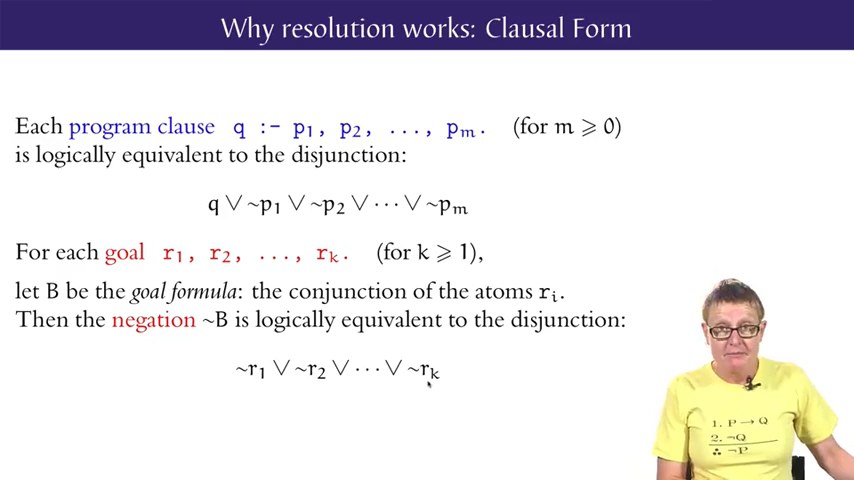 Why resolution works: Clausal Form
Each program clause q :- p₁, p₂, ..., pₘ. (for m ⩾ 0)
is logically equivalent to the disjunction:
q ∨ ~p₁ ∨ ~p₂ ∨ ··· ∨ ~pₘ
For each goal r₁, r₂, ..., rₖ. (for k ⩾ 1),
let B be the goal formula: the conjunction of the atoms rᵢ.
Then the negation ~B is logically equivalent to the disjunction:
~r₁ ∨ ~r₂ ∨ ··· ∨ ~rₖ
1. P → Q
2. ¬Q
∴ ¬P